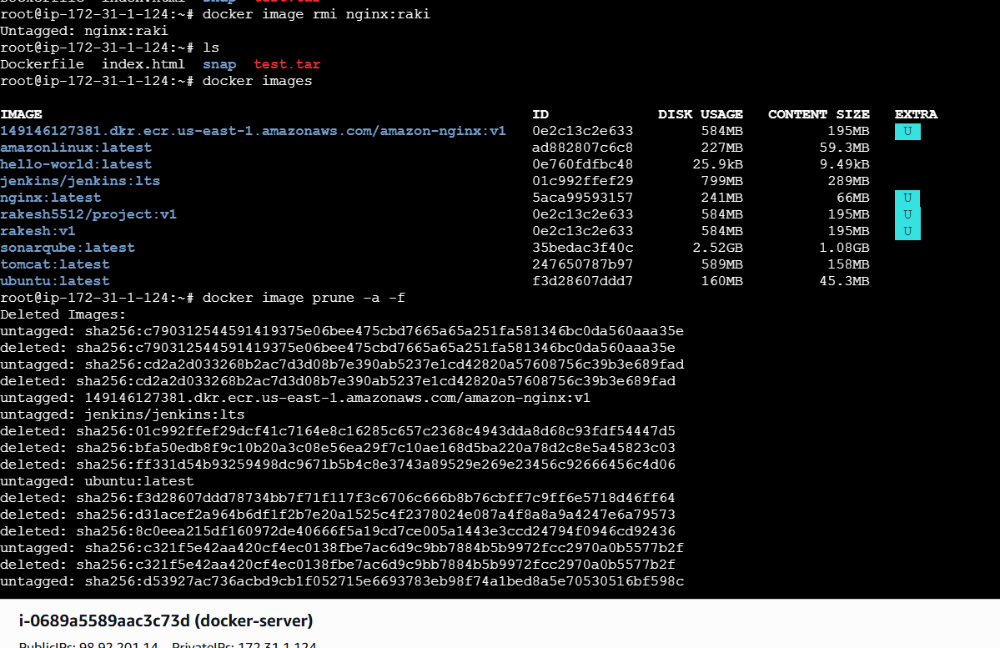 Dockerfile  index.html  snap  test.tar
root@ip-172-31-1-124:~# docker image rmi nginx:raki
Untagged: nginx:raki
root@ip-172-31-1-124:~# ls
Dockerfile  index.html  snap  test.tar
root@ip-172-31-1-124:~# docker images
IMAGE ID DISK USAGE CONTENT SIZE EXTRA
149146127381.dkr.ecr.us-east-1.amazonaws.com/amazon-nginx:v1 0e2c13c2e633 584MB 195MB U
amazonlinux:latest ad882807c6c8 227MB 59.3MB
hello-world:latest 0e760fdfbc48 25.9kB 9.49kB
jenkins/jenkins:lts 01c992ffef29 799MB 289MB
nginx:latest 5aca99593157 241MB 66MB U
rakesh5512/project:v1 0e2c13c2e633 584MB 195MB U
rakesh:v1 0e2c13c2e633 584MB 195MB U
sonarqube:latest 35bedac3f40c 2.52GB 1.08GB
tomcat:latest 247650787b97 589MB 158MB
ubuntu:latest f3d28607ddd7 160MB 45.3MB
root@ip-172-31-1-124:~# docker image prune -a -f
Deleted Images:
untagged: sha256:c790312544591419375e06bee475cbd7665a65a251fa581346bc0da560aaa35e
deleted: sha256:c790312544591419375e06bee475cbd7665a65a251fa581346bc0da560aaa35e
untagged: sha256:cd2a2d033268b2ac7d3d08b7e390ab5237e1cd42820a57608756c39b3e689fad
deleted: sha256:cd2a2d033268b2ac7d3d08b7e390ab5237e1cd42820a57608756c39b3e689fad
untagged: 149146127381.dkr.ecr.us-east-1.amazonaws.com/amazon-nginx:v1
untagged: jenkins/jenkins:lts
deleted: sha256:01c992ffef29dcf41c7164e8c16285c657c2368c4943dda8d68c93fdf54447d5
deleted: sha256:bfa50edb8f9c10b20a3c08e56ea29f7c10ae168d5ba220a78d2c8e5a45823c03
deleted: sha256:ff331d54b93259498dc9671b5b4c8e3743a89529e269e23456c92666456c4d06
untagged: ubuntu:latest
deleted: sha256:f3d28607ddd78734bb7f71f117f3c6706c666b8b76cbff7c9ff6e5718d46ff64
deleted: sha256:d31acef2a964b6df1f2b7e20a1525c4f2378024e087a4f8a8a9a4247e6a79573
deleted: sha256:8c0eea215df160972de40666f5a19cd7ce005a1443e3ccd24794f0946cd92436
untagged: sha256:c321f5e42aa420cf4ec0138fbe7ac6d9c9bb7884b5b9972fcc2970a0b5577b2f
deleted: sha256:c321f5e42aa420cf4ec0138fbe7ac6d9c9bb7884b5b9972fcc2970a0b5577b2f
untagged: sha256:d53927ac736acbd9cb1f052715e6693783eb98f74a1bed8a5e70530516bf598c
i-0689a5589aac3c73d (docker-server)
PublicIPs: 98.92.201.14 PrivateIPs: 172.31.1.124